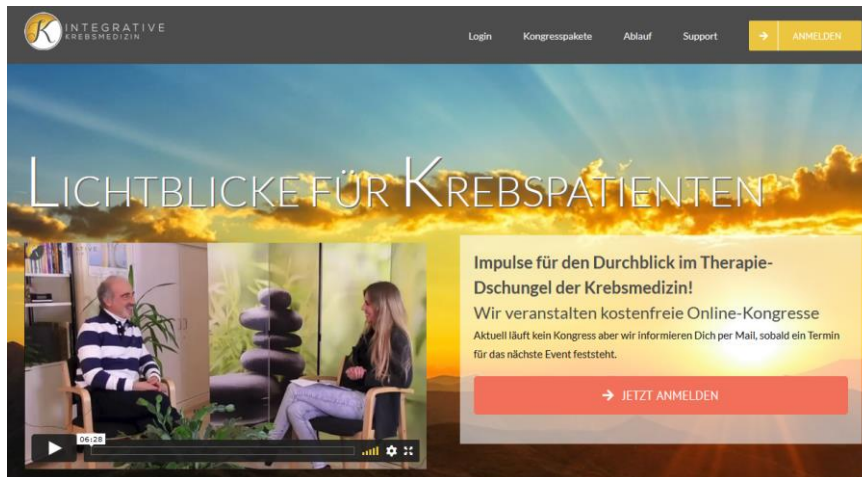 INTEGRATIVE
KREBSMEDIZIN
Login
Kongresspakete
Ablauf
Support
ANMELDEN
LICHTBLICKE FÜR KREBSPATIENTEN
Impulse für den Durchblick im Therapie-
Dschungel der Krebsmedizin!
Wir veranstalten kostenfreie Online-Kongresse
Aktuell läuft kein Kongress aber wir informieren Dich per Mail, sobald ein Termin
für das nächste Event feststeht.
JETZT ANMELDEN
06:28